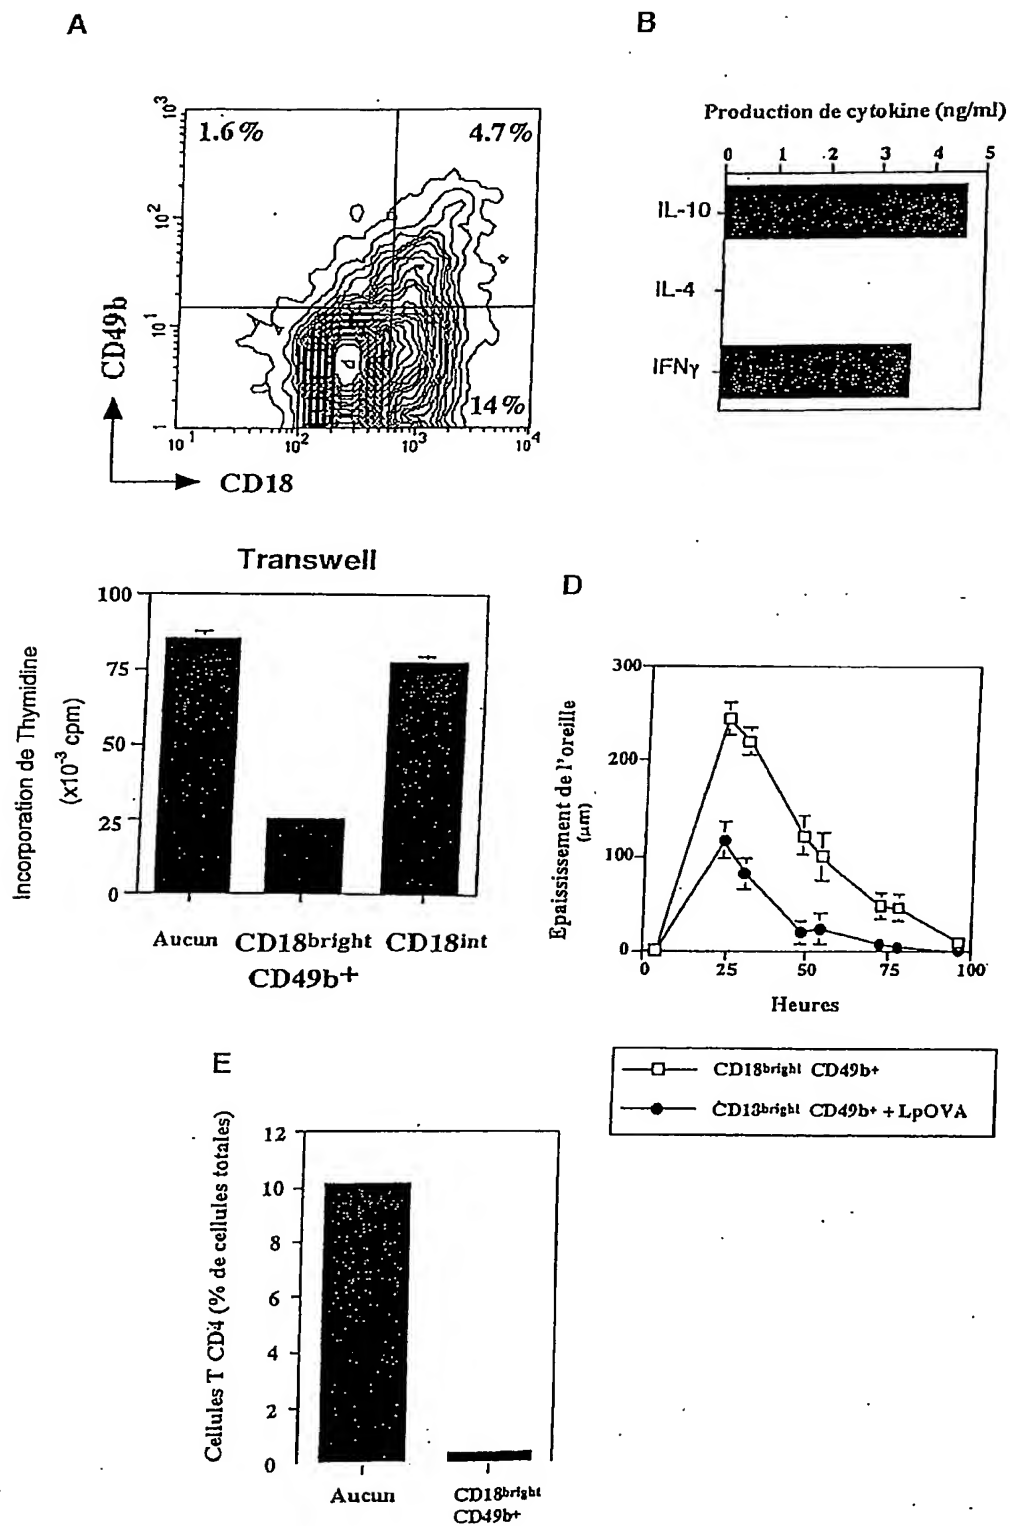 A
B
10³
1.6%
4.7%
10²
10¹
1
14%
CD49b
10¹
10²
10³
10⁴
CD18
Production de cytokine (ng/ml)
0 1 2 3 4 5
IL-10
IL-4
IFNγ
Transwell
Incorporation de Thymidine
(x10⁻³ cpm)
100
75
50
25
0
Aucun
CD18bright
CD49b+
CD18int
D
Epaississement de l'oreille
(µm)
300
200
100
0
0 25 50 75 100
Heures
CD18bright CD49b+
CD18bright CD49b+ + LpOVA
E
Cellules T CD4 (% de cellules totales)
12
10
8
6
4
2
0
Aucun
CD18bright
CD49b+